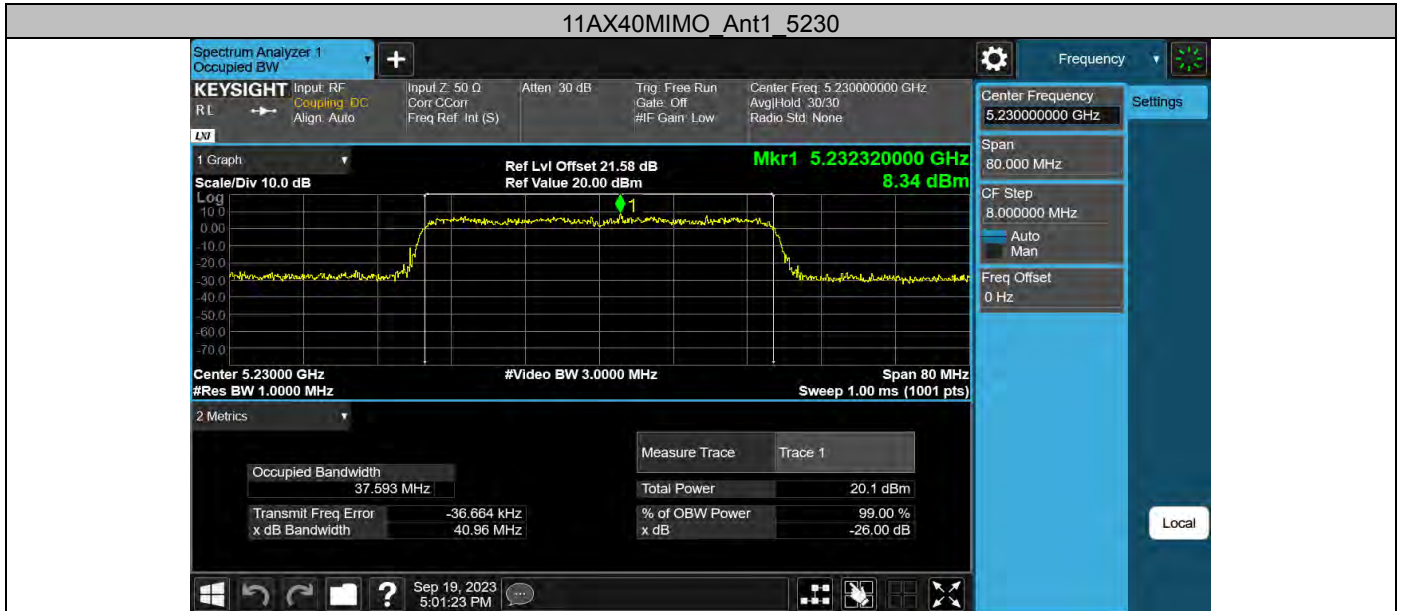 11AX40MIMO_Ant1_5230
Spectrum Analyzer 1
Occupied BW
Frequency
KEYSIGHT
R L
LXI
Input: RF
Coupling: DC
Align: Auto
Input Z: 50 Ω
Corr CCorr
Freq Ref: Int (S)
Atten: 30 dB
Trig: Free Run
Gate: Off
#IF Gain: Low
Center Freq: 5.230000000 GHz
Avg|Hold: 30/30
Radio Std: None
Center Frequency
5.230000000 GHz
Settings
Span
80.000 MHz
CF Step
8.000000 MHz
Auto
Man
Freq Offset
0 Hz
Local
1 Graph
Scale/Div 10.0 dB
Ref Lvl Offset 21.58 dB
Ref Value 20.00 dBm
Mkr1 5.232320000 GHz
8.34 dBm
Log
10.0
0.00
-10.0
-20.0
-30.0
-40.0
-50.0
-60.0
-70.0
1
Center 5.23000 GHz
#Res BW 1.0000 MHz
#Video BW 3.0000 MHz
Span 80 MHz
Sweep 1.00 ms (1001 pts)
2 Metrics
Measure Trace Trace 1
Occupied Bandwidth
37.593 MHz
Total Power 20.1 dBm
Transmit Freq Error -36.664 kHz
% of OBW Power 99.00 %
x dB Bandwidth 40.96 MHz
x dB -26.00 dB
?
Sep 19, 2023
5:01:23 PM